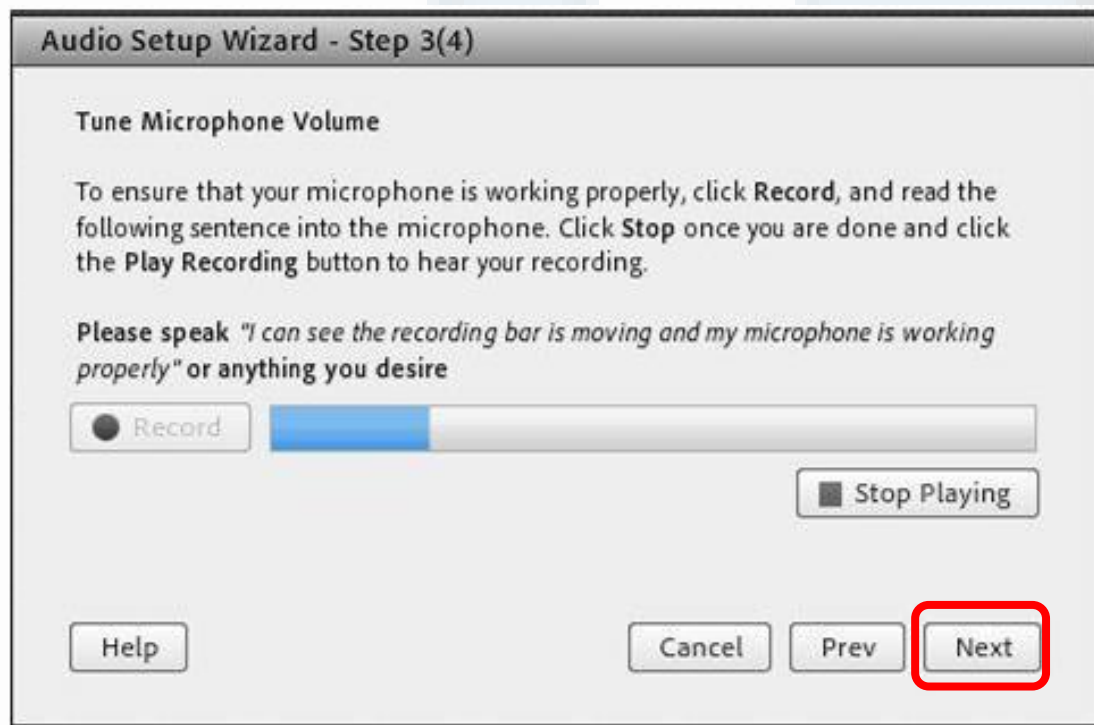 Audio Setup Wizard - Step 3(4)
Tune Microphone Volume
To ensure that your microphone is working properly, click Record, and read the
following sentence into the microphone. Click Stop once you are done and click
the Play Recording button to hear your recording.
Please speak "I can see the recording bar is moving and my microphone is working
properly" or anything you desire
Record
Stop Playing
Help Cancel Prev Next